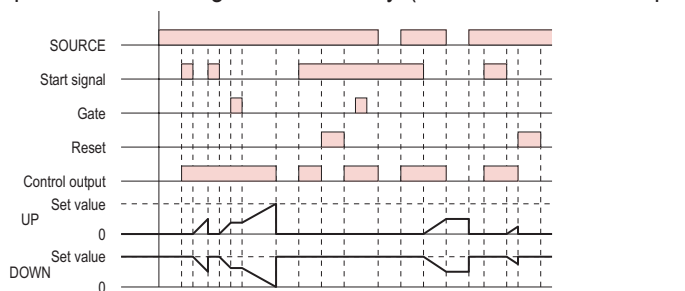 SOURCE
Start signal
Gate
Reset
Control output
Set value
UP
0
Set value
DOWN
0